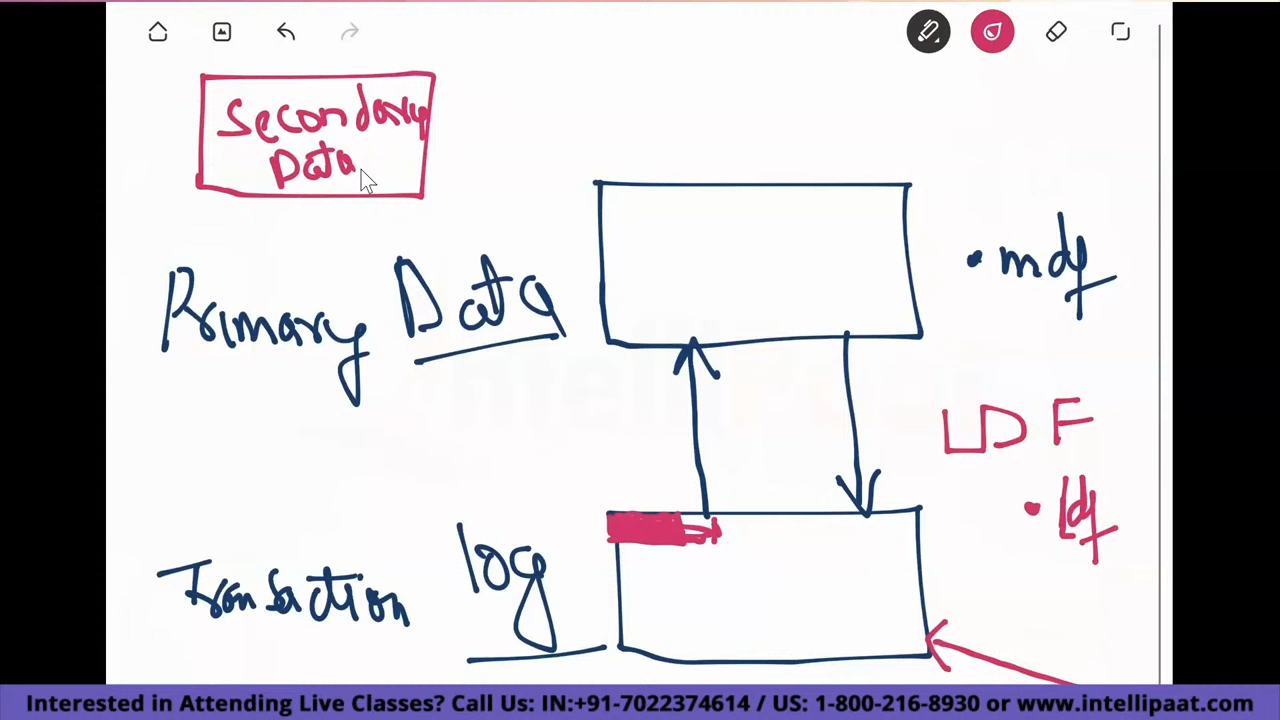 Secondary
Data
Primary Data
.mdf
LDF
.ldf
Transaction log
intellipaat
Interested in Attending Live Classes? Call Us: IN:+91-7022374614 / US: 1-800-216-8930 or www.intellipaat.com